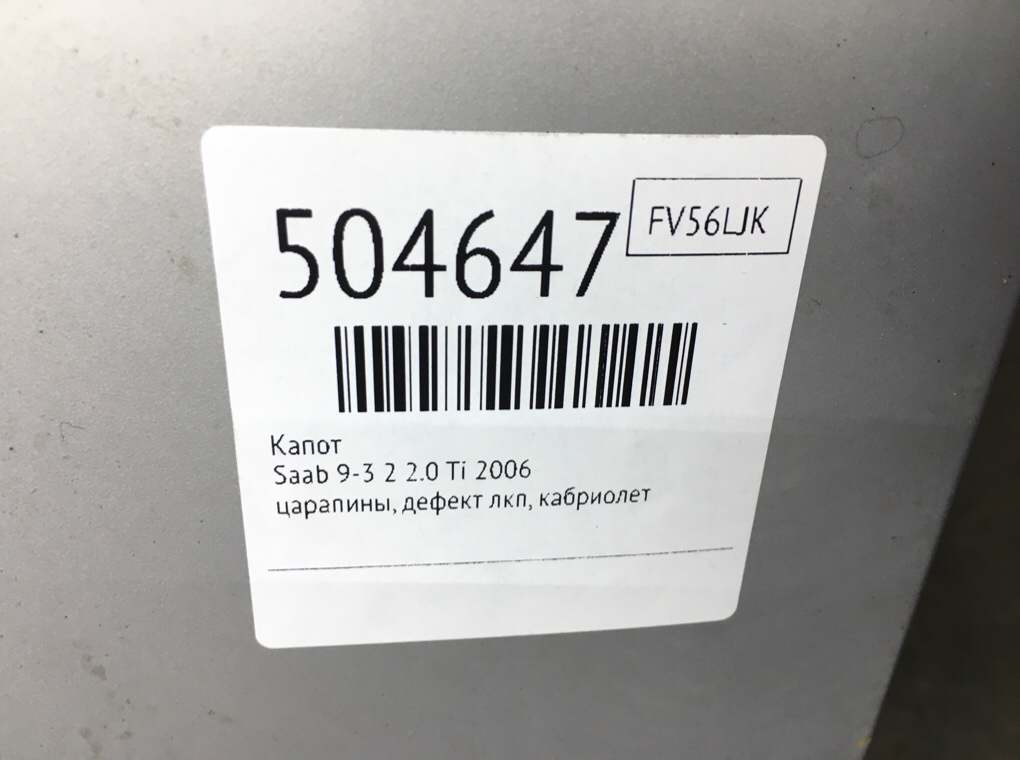 504647
FV56LJK
Капот
Saab 9-3 2 2.0 Ti 2006
царапины, дефект лкп, кабриолет